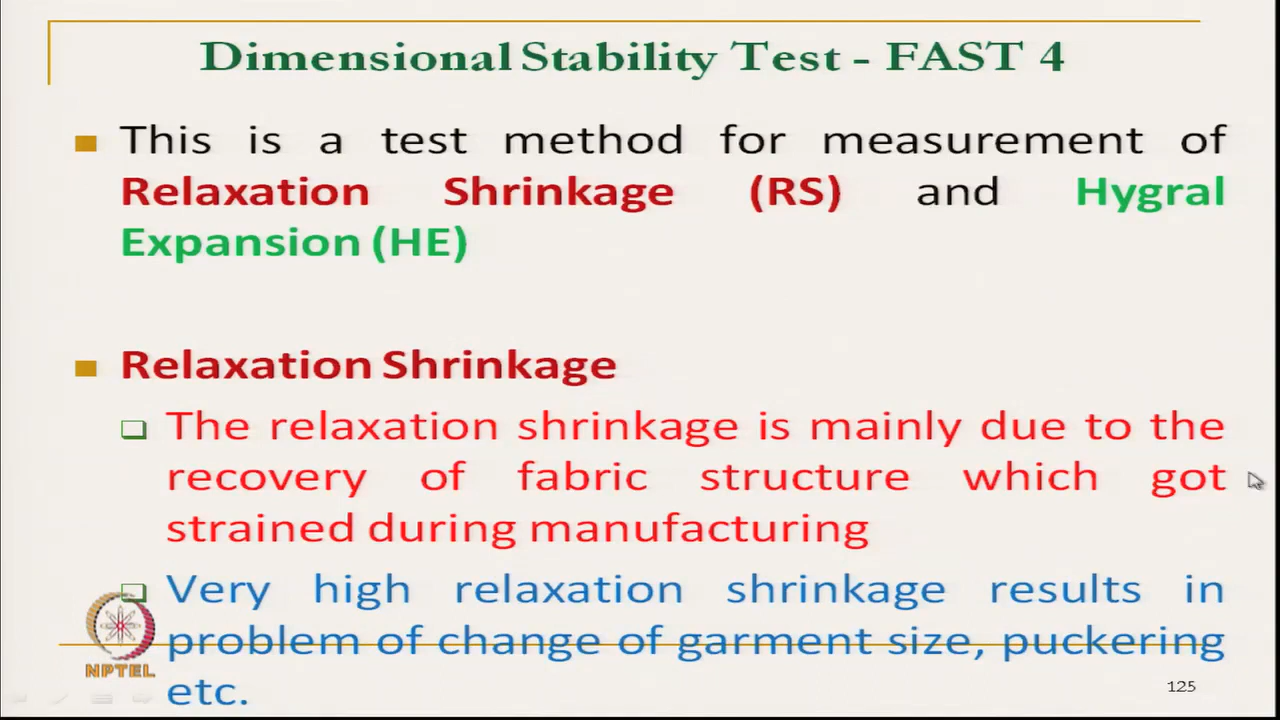 Dimensional Stability Test - FAST 4
This is a test method for measurement of
Relaxation Shrinkage (RS) and Hygral
Expansion (HE)
Relaxation Shrinkage
The relaxation shrinkage is mainly due to the
recovery of fabric structure which got
strained during manufacturing
Very high relaxation shrinkage results in
problem of change of garment size, puckering
etc.
NPTEL
125